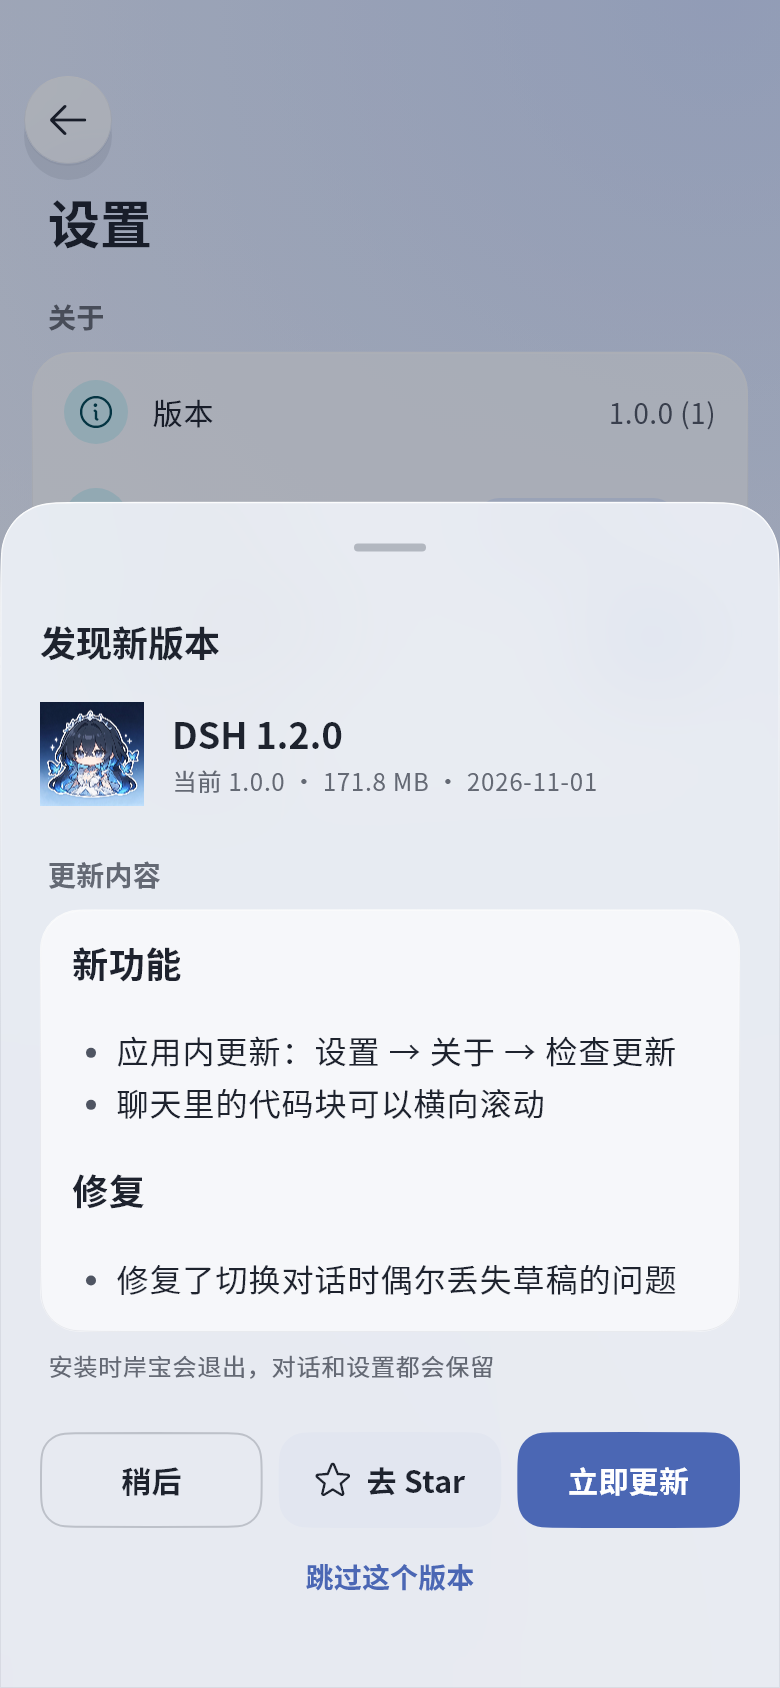 设置
关于
版本
1.0.0 (1)
发现新版本
DSH 1.2.0
当前 1.0.0 · 171.8 MB · 2026-11-01
更新内容
新功能
• 应用内更新：设置 → 关于 → 检查更新
• 聊天里的代码块可以横向滚动
修复
• 修复了切换对话时偶尔丢失草稿的问题
安装时岸宝会退出，对话和设置都会保留
稍后
去 Star
立即更新
跳过这个版本